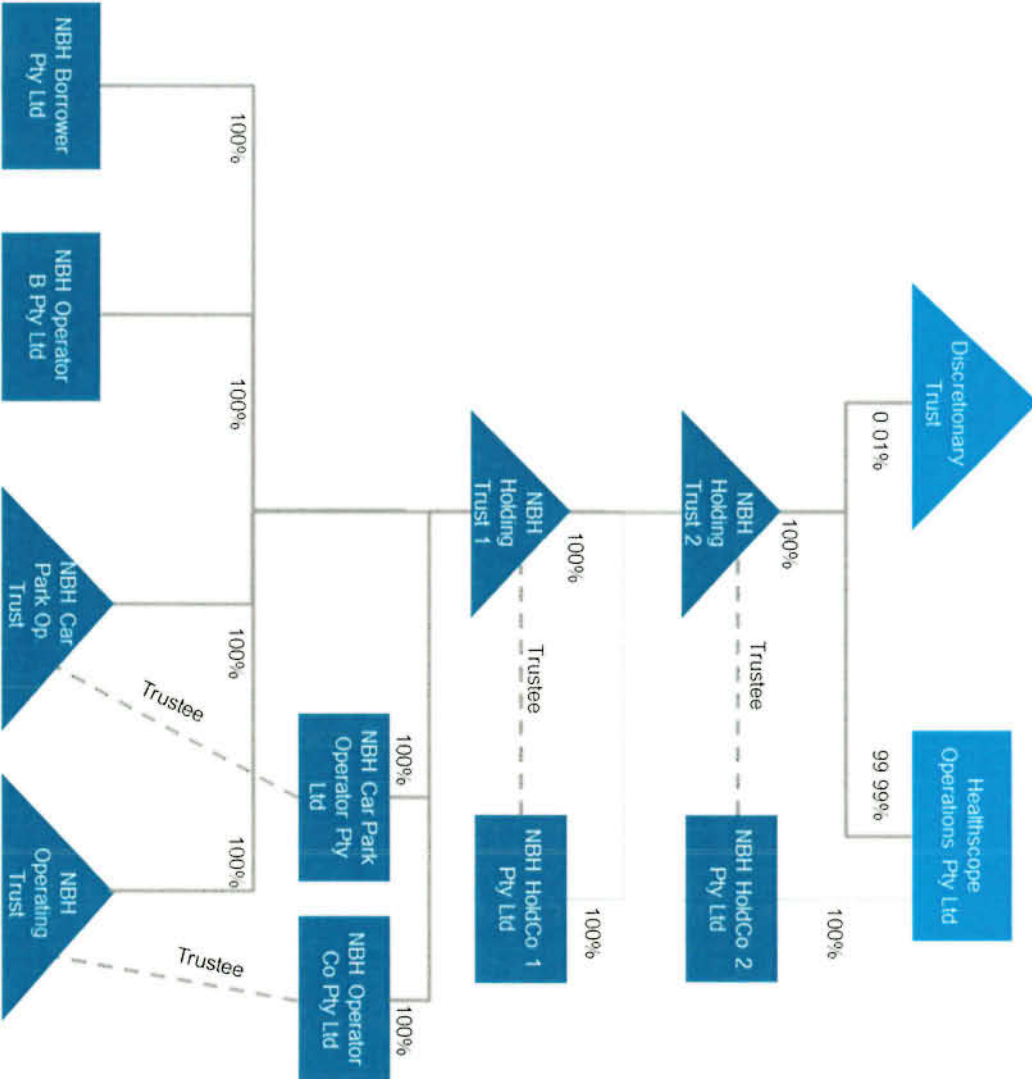 Discretionary
Trust
Healthscope
Operations Pty Ltd
0 01%
99 99%
100%
100%
NBH
Holding
Trust 2
Trustee
NBH HoldCo 2
Pty Ltd
100%
100%
NBH
Holding
Trust 1
Trustee
NBH HoldCo 1
Pty Ltd
100%
100%
NBH Car Park
Operator Pty
Ltd
NBH Operator
Co Pty Ltd
100%
100%
100%
100%
Trustee
Trustee
NBH Borrower
Pty Ltd
NBH Operator
B Pty Ltd
NBH Car
Park Op
Trust
NBH
Operating
Trust